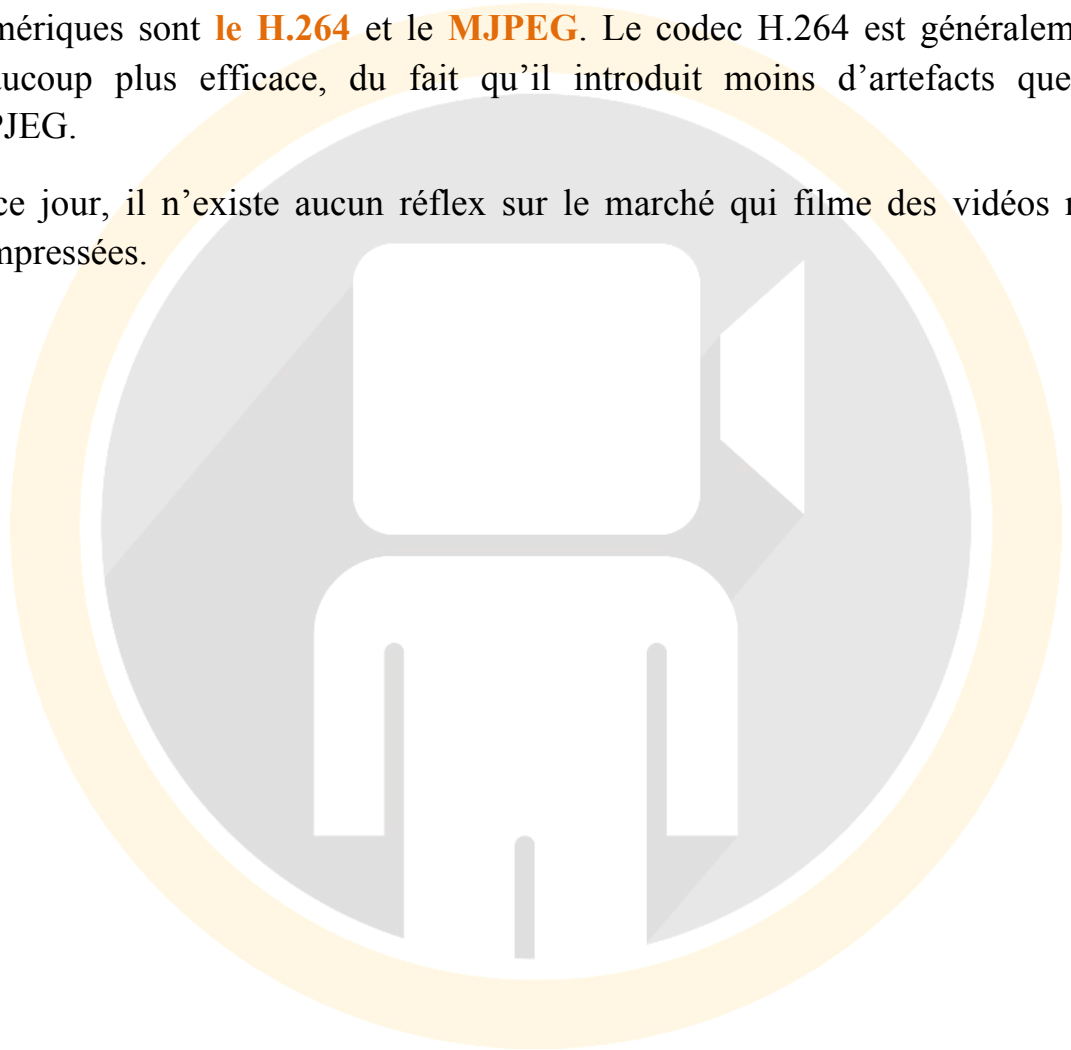 mériques sont le H.264 et le MJPEG. Le codec H.264 est généralem
aucoup plus efficace, du fait qu’il introduit moins d’artefacts que
PJEG.
ce jour, il n’existe aucun réflex sur le marché qui filme des vidéos n
mpressées.